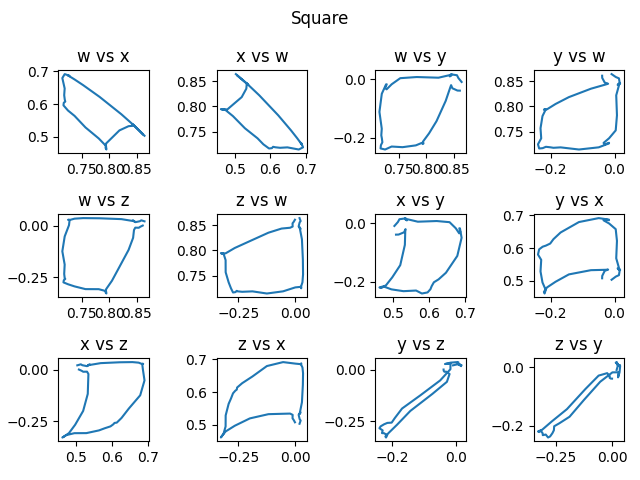 Square
w vs x
x vs w
w vs y
y vs w
0.7
0.6
0.5
0.75 0.80 0.85
0.85
0.80
0.75
0.5 0.6 0.7
0.0
−0.2
0.75 0.80 0.85
0.85
0.80
0.75
−0.2 0.0
w vs z
z vs w
x vs y
y vs x
0.00
−0.25
0.75 0.80 0.85
0.85
0.80
0.75
−0.25 0.00
0.0
−0.2
0.5 0.6 0.7
0.7
0.6
0.5
−0.2 0.0
x vs z
z vs x
y vs z
z vs y
0.00
−0.25
0.5 0.6 0.7
0.7
0.6
0.5
−0.25 0.00
0.00
−0.25
−0.2 0.0
0.0
−0.2
−0.25 0.00